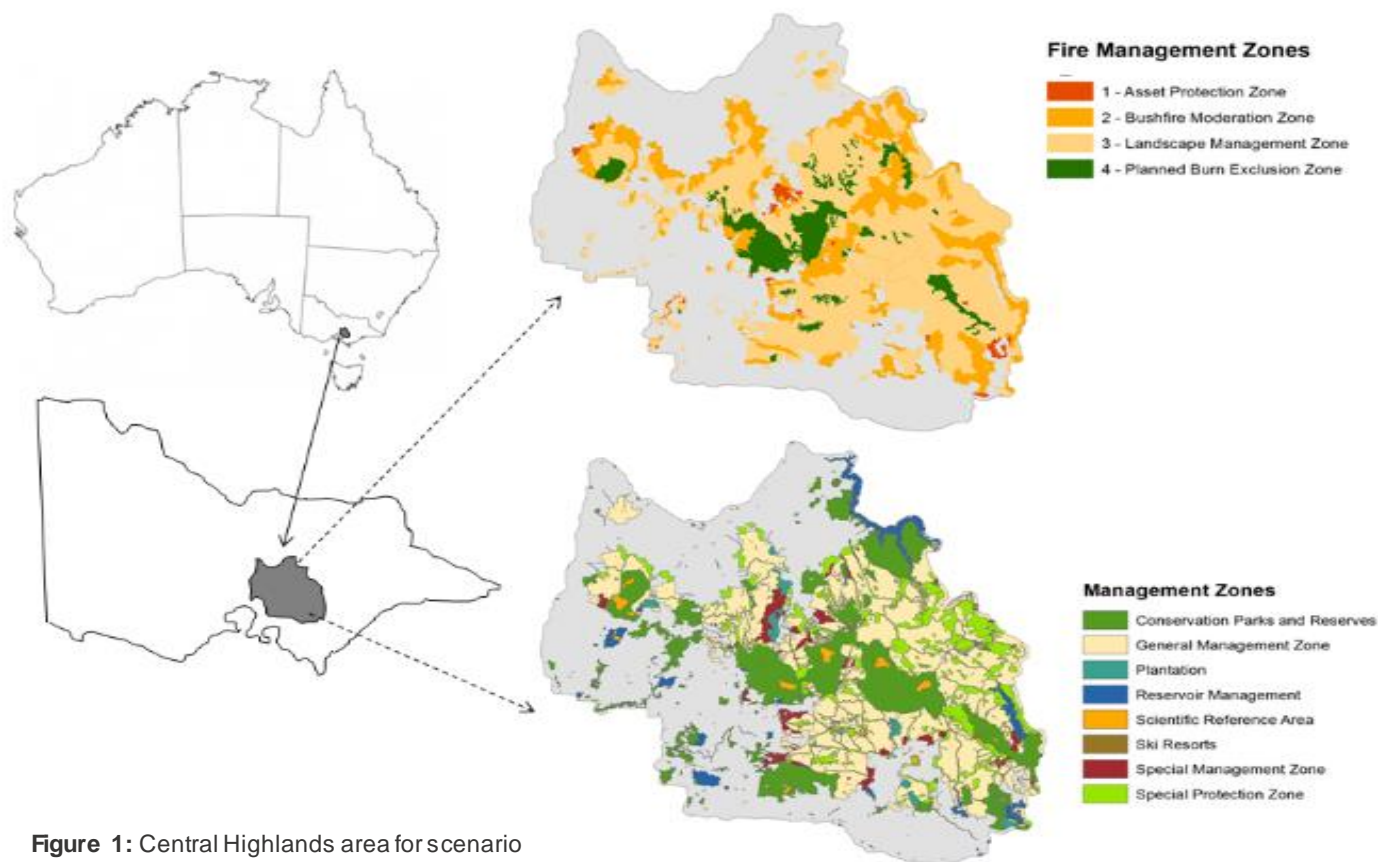 Fire Management Zones
1 - Asset Protection Zone
2 - Bushfire Moderation Zone
3 - Landscape Management Zone
4 - Planned Burn Exclusion Zone
Management Zones
Conservation Parks and Reserves
General Management Zone
Plantation
Reservoir Management
Scientific Reference Area
Ski Resorts
Special Management Zone
Special Protection Zone
Figure 1: Central Highlands area for scenario